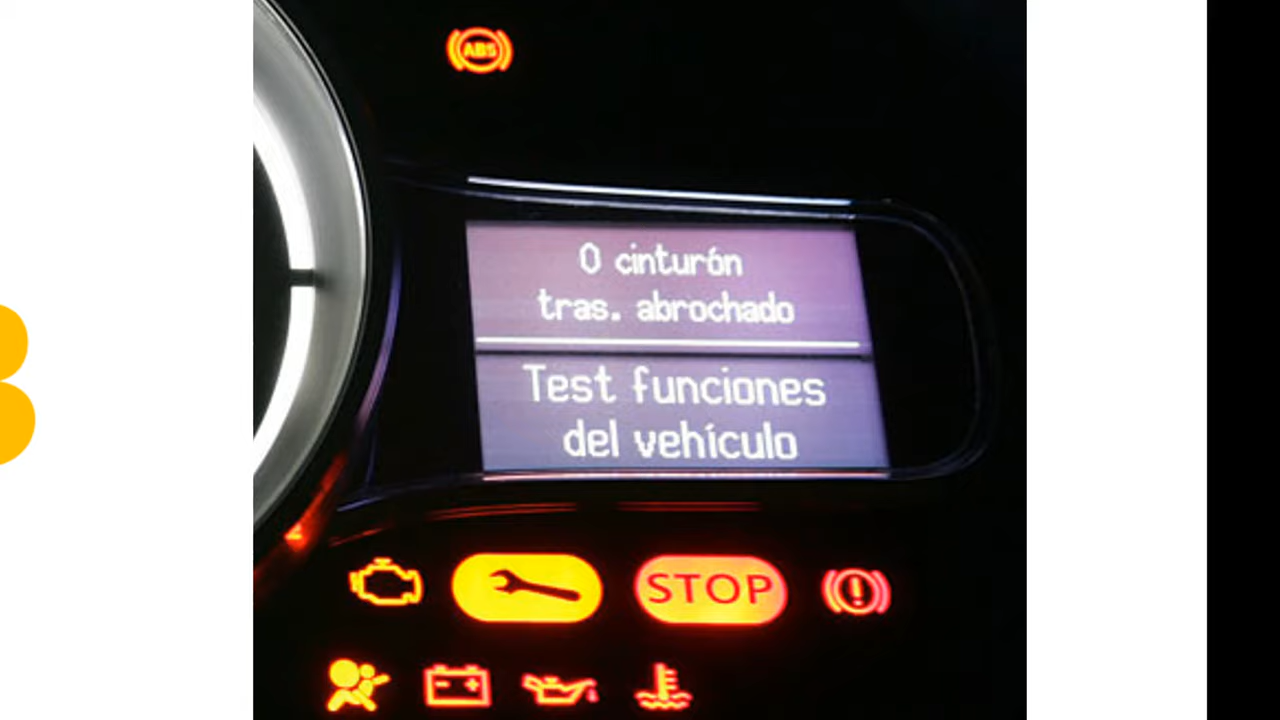 ABS
0 cinturón
tras. abrochado
Test funciones
del vehículo
STOP